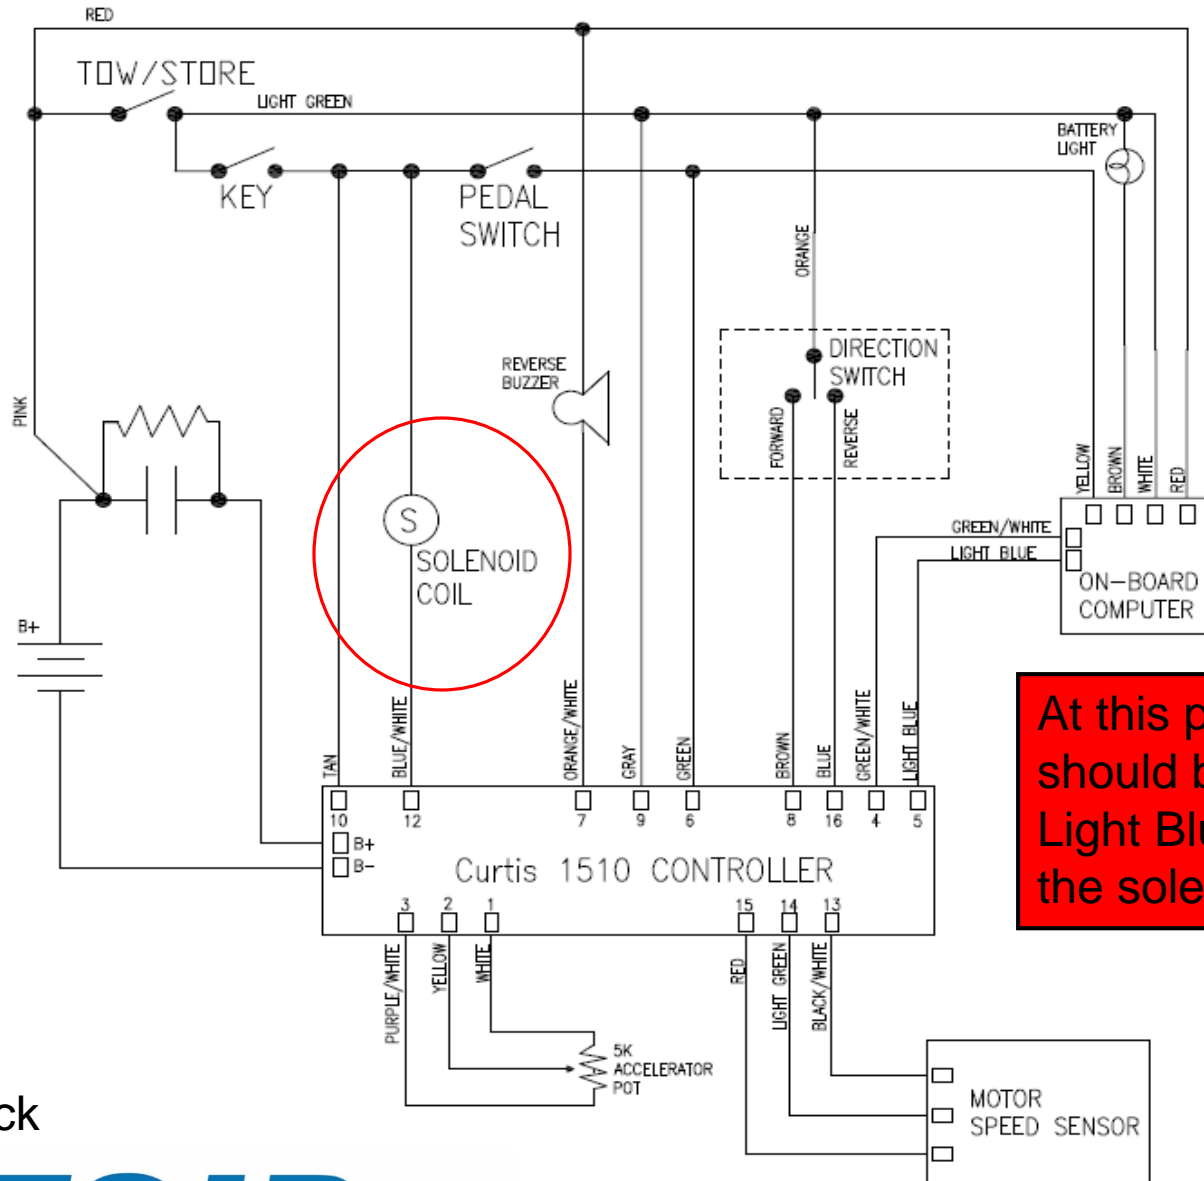 RED
TOW/STORE
LIGHT GREEN
BATTERY
LIGHT
KEY
PEDAL
SWITCH
ORANGE
DIRECTION
SWITCH
REVERSE
BUZZER
PINK
FORWARD
REVERSE
YELLOW
BROWN
WHITE
RED
S
SOLENOID
COIL
GREEN/WHITE
LIGHT BLUE
ON-BOARD
COMPUTER
B+
TAN
BLUE/WHITE
ORANGE/WHITE
GRAY
GREEN
BROWN
BLUE
GREEN/WHITE
LIGHT BLUE
At this p
should b
Light Blu
the sole
10 12 7 9 6 8 16 4 5
B+
B-
Curtis 1510 CONTROLLER
3 2 1 15 14 13
PURPLE/WHITE
YELLOW
WHITE
RED
LIGHT GREEN
BLACK/WHITE
5K
ACCELERATOR
POT
MOTOR
SPEED SENSOR
ck